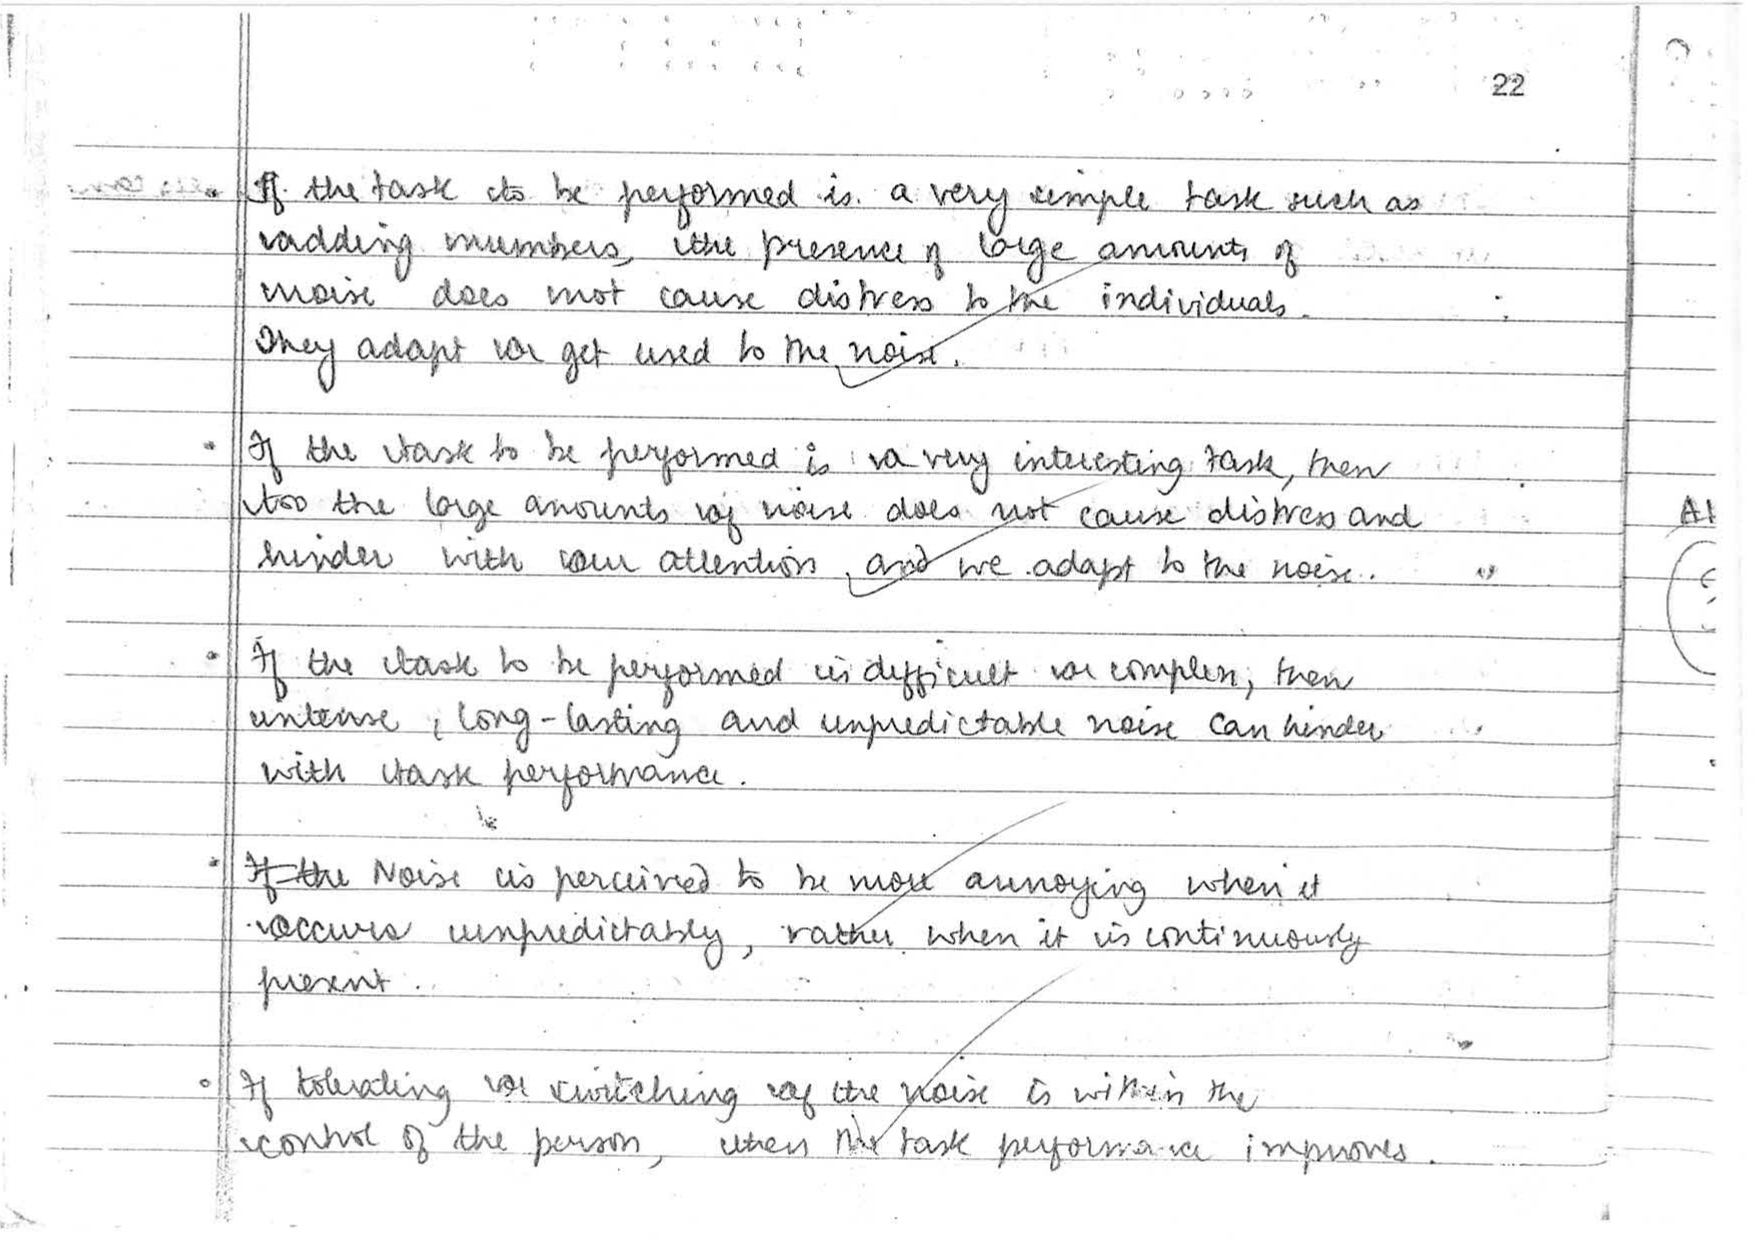 22
• If the task to be performed is a very simple task such as
adding numbers, the presence of large amounts of
noise does not cause distress to the individuals.
They adapt or get used to the noise.
• If the task to be performed is a very interesting task, then
too the large amounts of noise does not cause distress and
hinder with our attention, and we adapt to the noise.
• If the task to be performed is difficult or complex, then
intense, long-lasting and unpredictable noise can hinder
with task performance.
• If the Noise is perceived to be more annoying when it
occurs unpredictably, rather when it is continuously
present.
• If tolerating or switching of the noise is within the
control of the person, then the task performance improves.